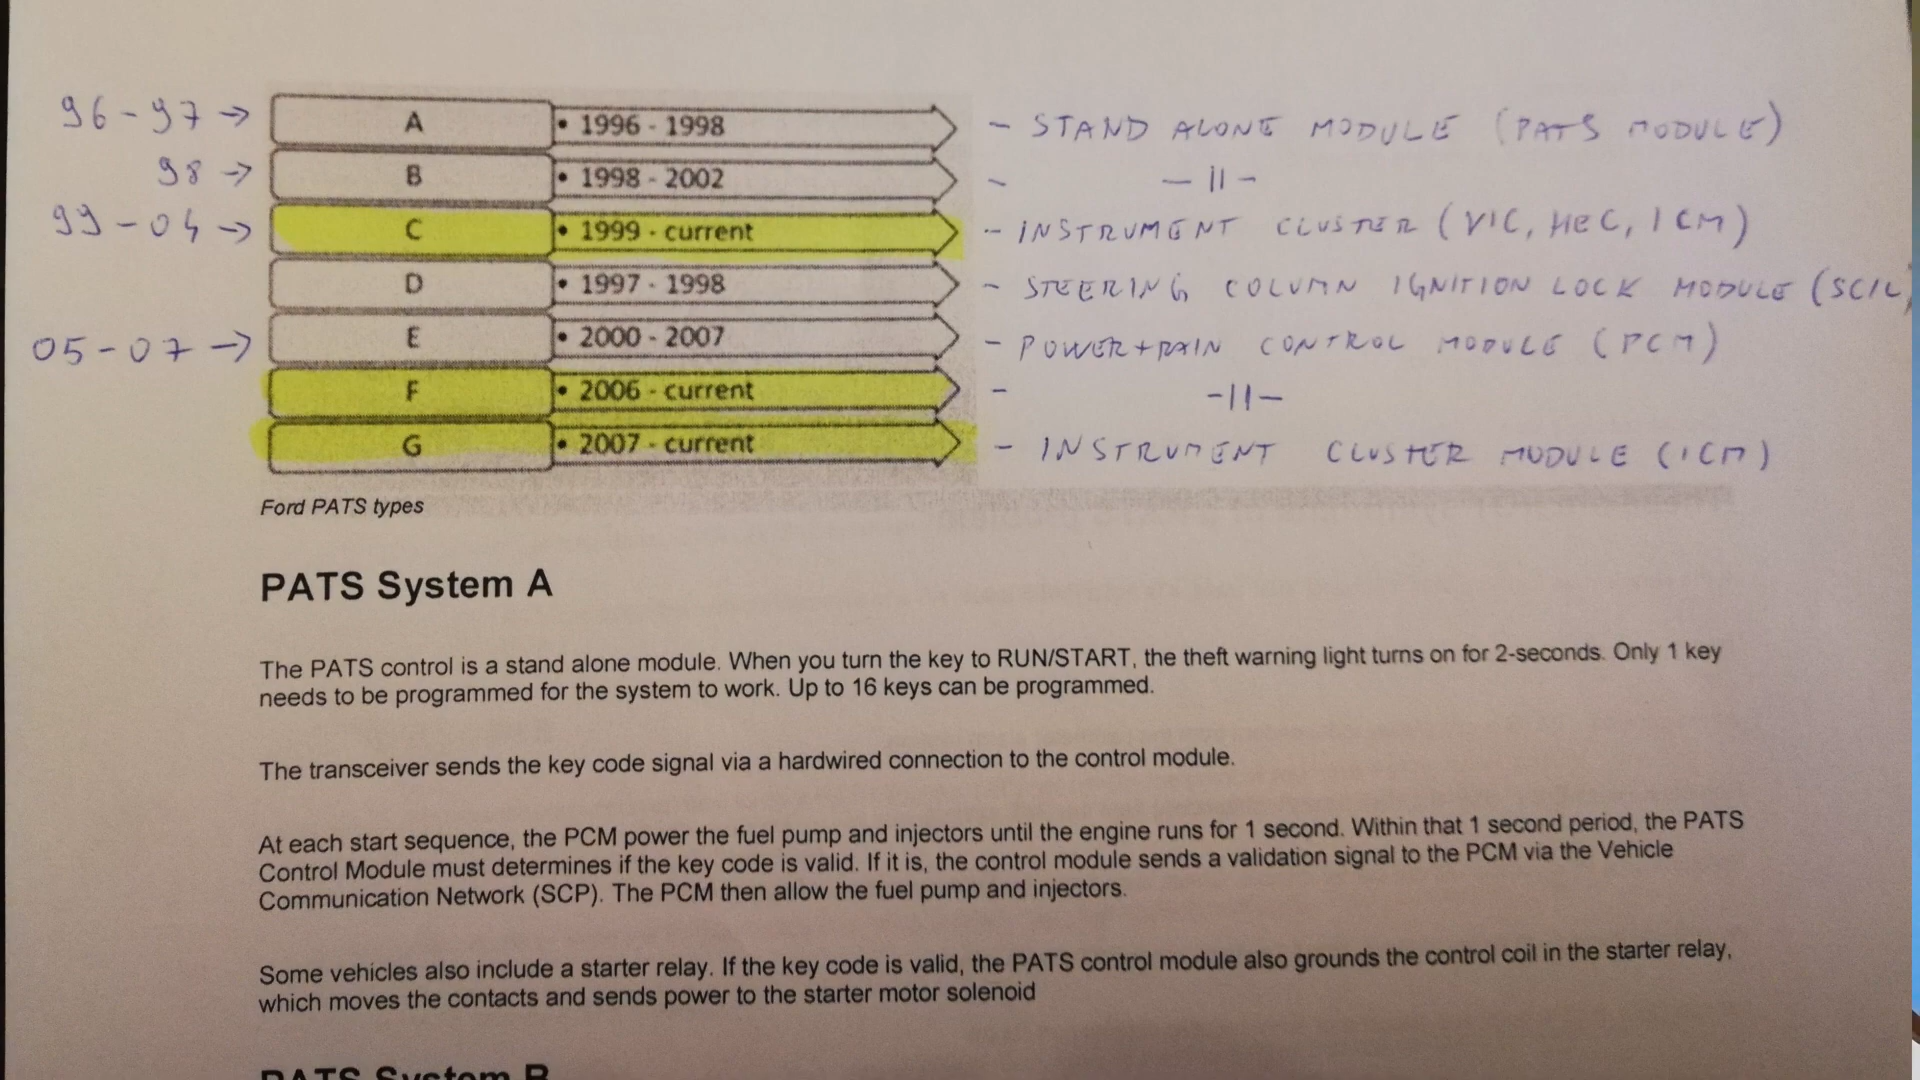 96-97 → A • 1996 - 1998 - STAND ALONE MODULE (PATS MODULE)
98 → B • 1998 - 2002 - -11-
99-04 → C • 1999 - current - INSTRUMENT CLUSTER (VIC, HEC, ICM)
D • 1997 - 1998 - STEERING COLUMN IGNITION LOCK MODULE (SCIL)
05-07 → E • 2000 - 2007 - POWERTRAIN CONTROL MODULE (PCM)
F • 2006 - current - -11-
G • 2007 - current - INSTRUMENT CLUSTER MODULE (ICM)
Ford PATS types
PATS System A
The PATS control is a stand alone module. When you turn the key to RUN/START, the theft warning light turns on for 2-seconds. Only 1 key
needs to be programmed for the system to work. Up to 16 keys can be programmed.
The transceiver sends the key code signal via a hardwired connection to the control module.
At each start sequence, the PCM power the fuel pump and injectors until the engine runs for 1 second. Within that 1 second period, the PATS
Control Module must determines if the key code is valid. If it is, the control module sends a validation signal to the PCM via the Vehicle
Communication Network (SCP). The PCM then allow the fuel pump and injectors.
Some vehicles also include a starter relay. If the key code is valid, the PATS control module also grounds the control coil in the starter relay,
which moves the contacts and sends power to the starter motor solenoid
PATS System B